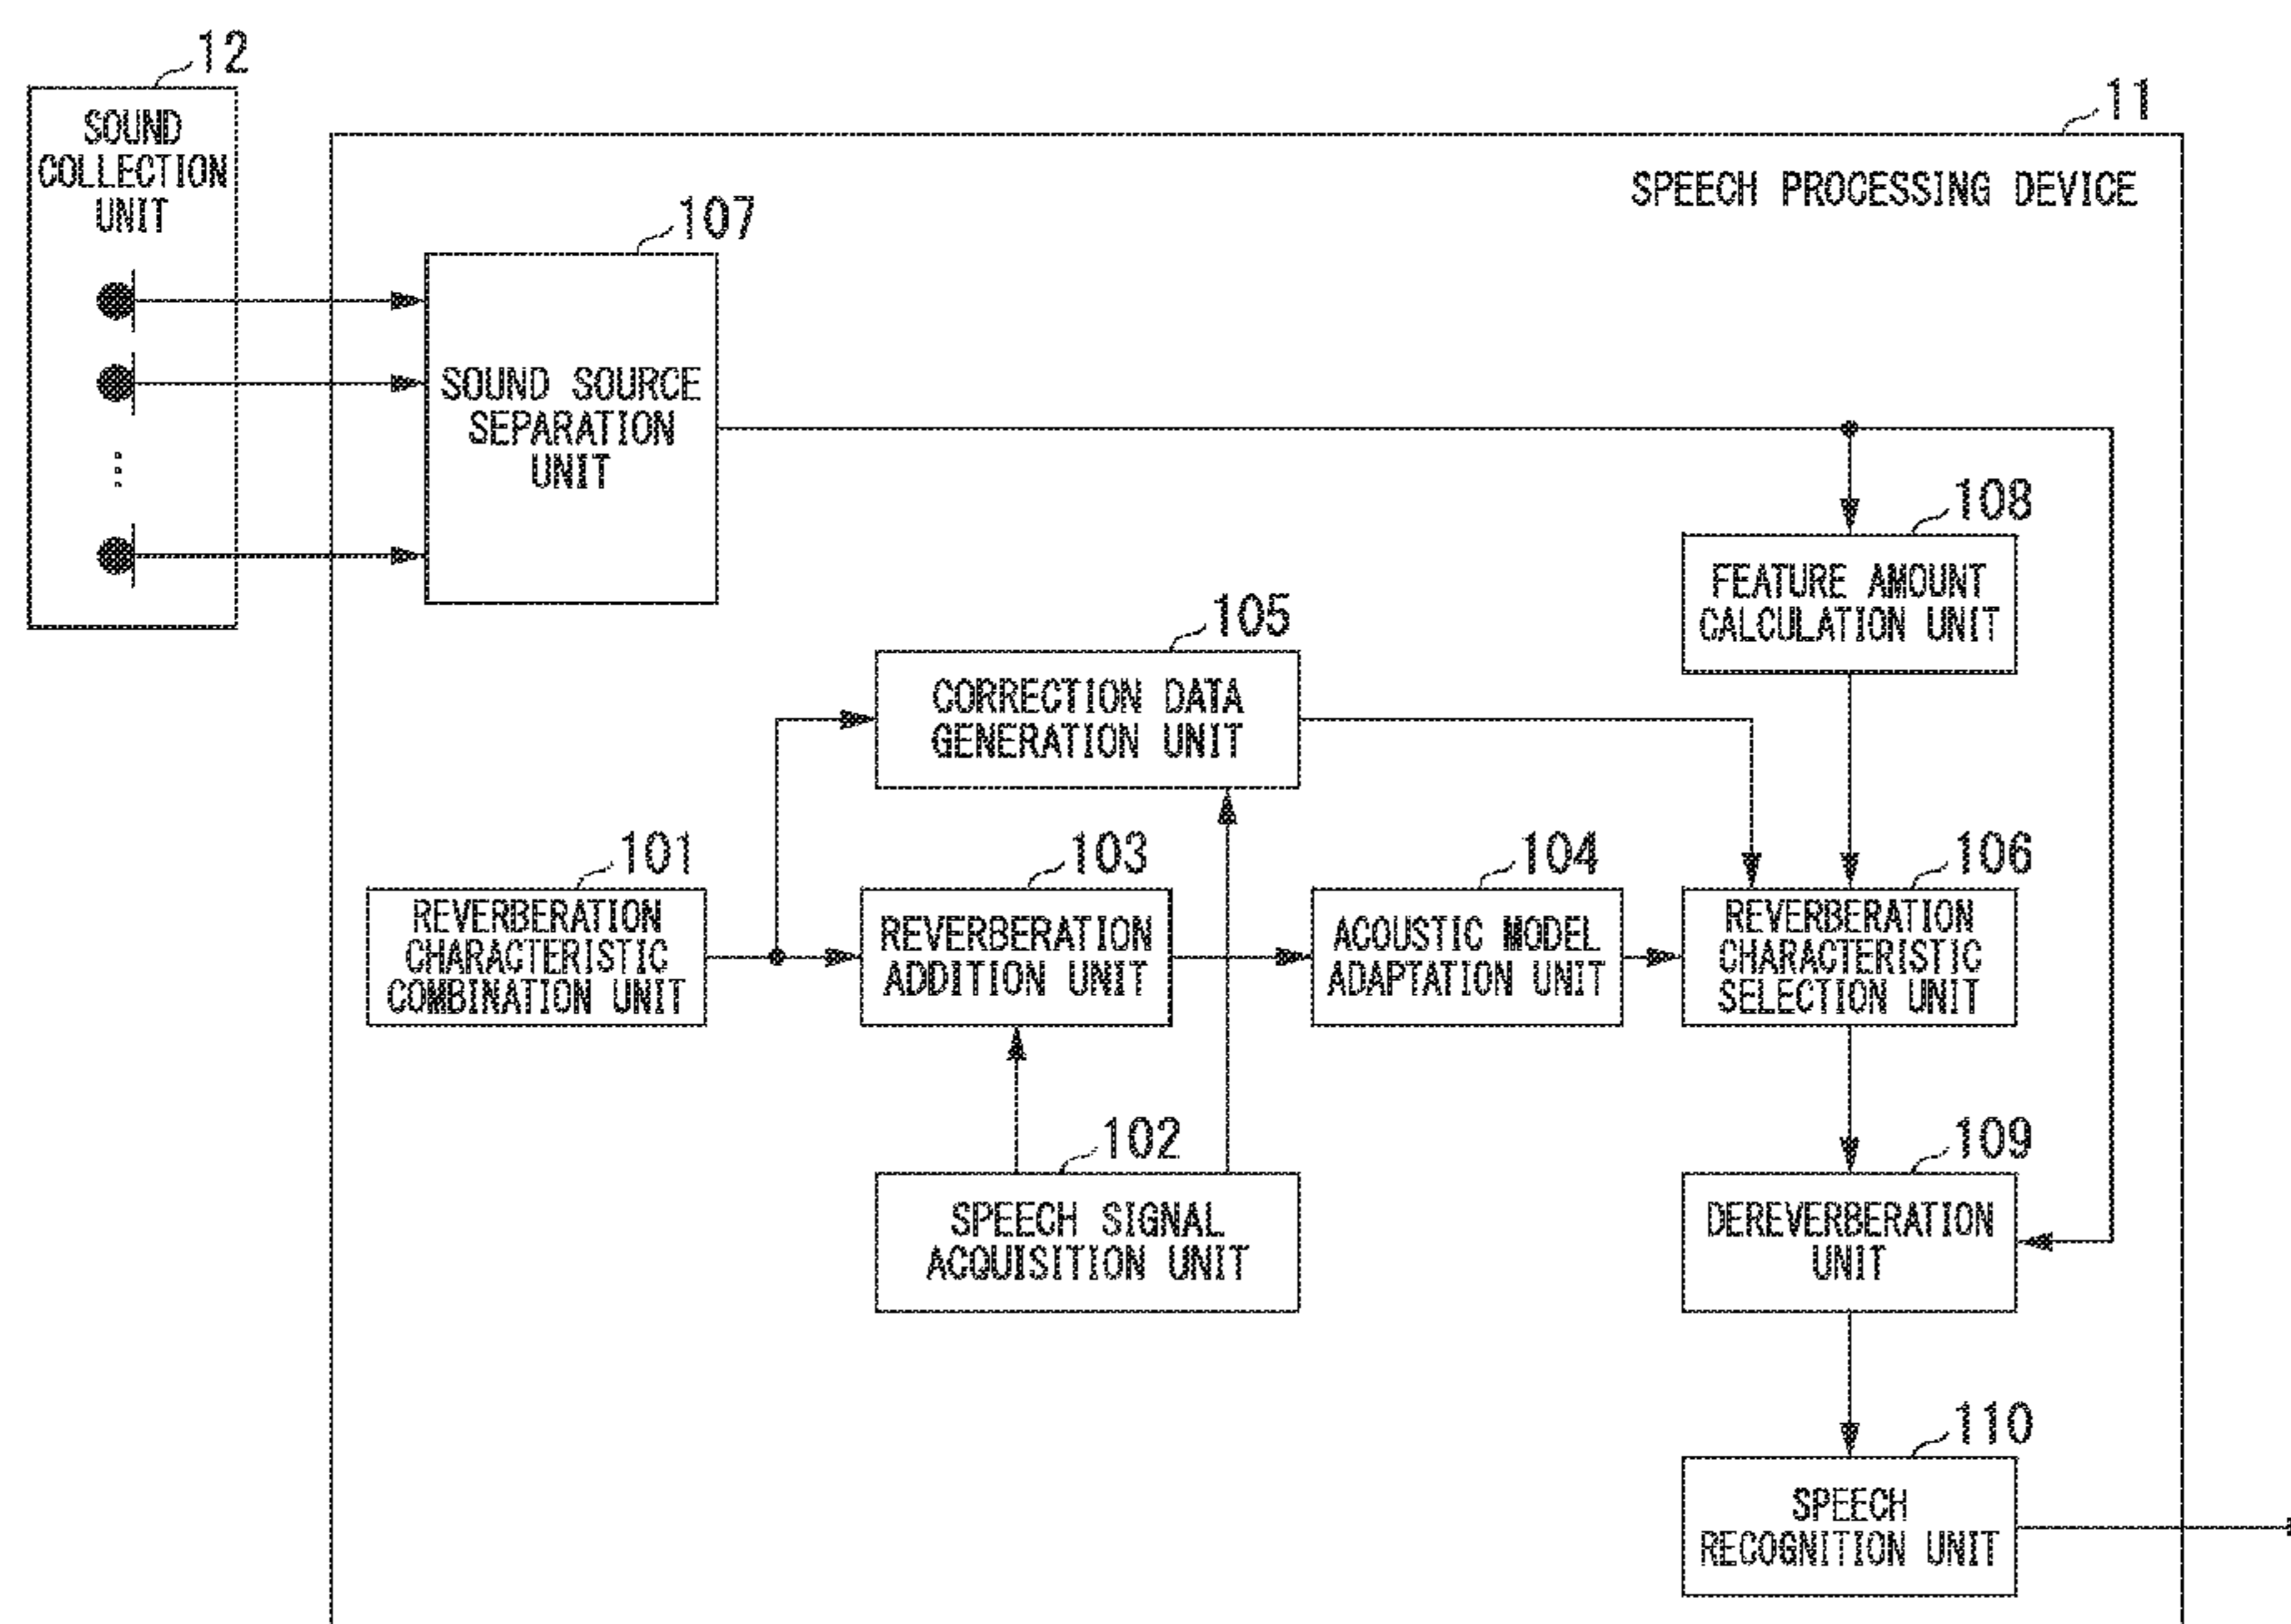 12
SOUND
COLLECTION
UNIT
11
SPEECH PROCESSING DEVICE
107
SOUND SOURCE
SEPARATION
UNIT
108
FEATURE AMOUNT
CALCULATION UNIT
105
CORRECTION DATA
GENERATION UNIT
101
REVERBERATION
CHARACTERISTIC
COMBINATION UNIT
103
REVERBERATION
ADDITION UNIT
104
ACOUSTIC MODEL
ADAPTATION UNIT
106
REVERBERATION
CHARACTERISTIC
SELECTION UNIT
102
SPEECH SIGNAL
ACQUISITION UNIT
109
DEREVERBERATION
UNIT
110
SPEECH
RECOGNITION UNIT